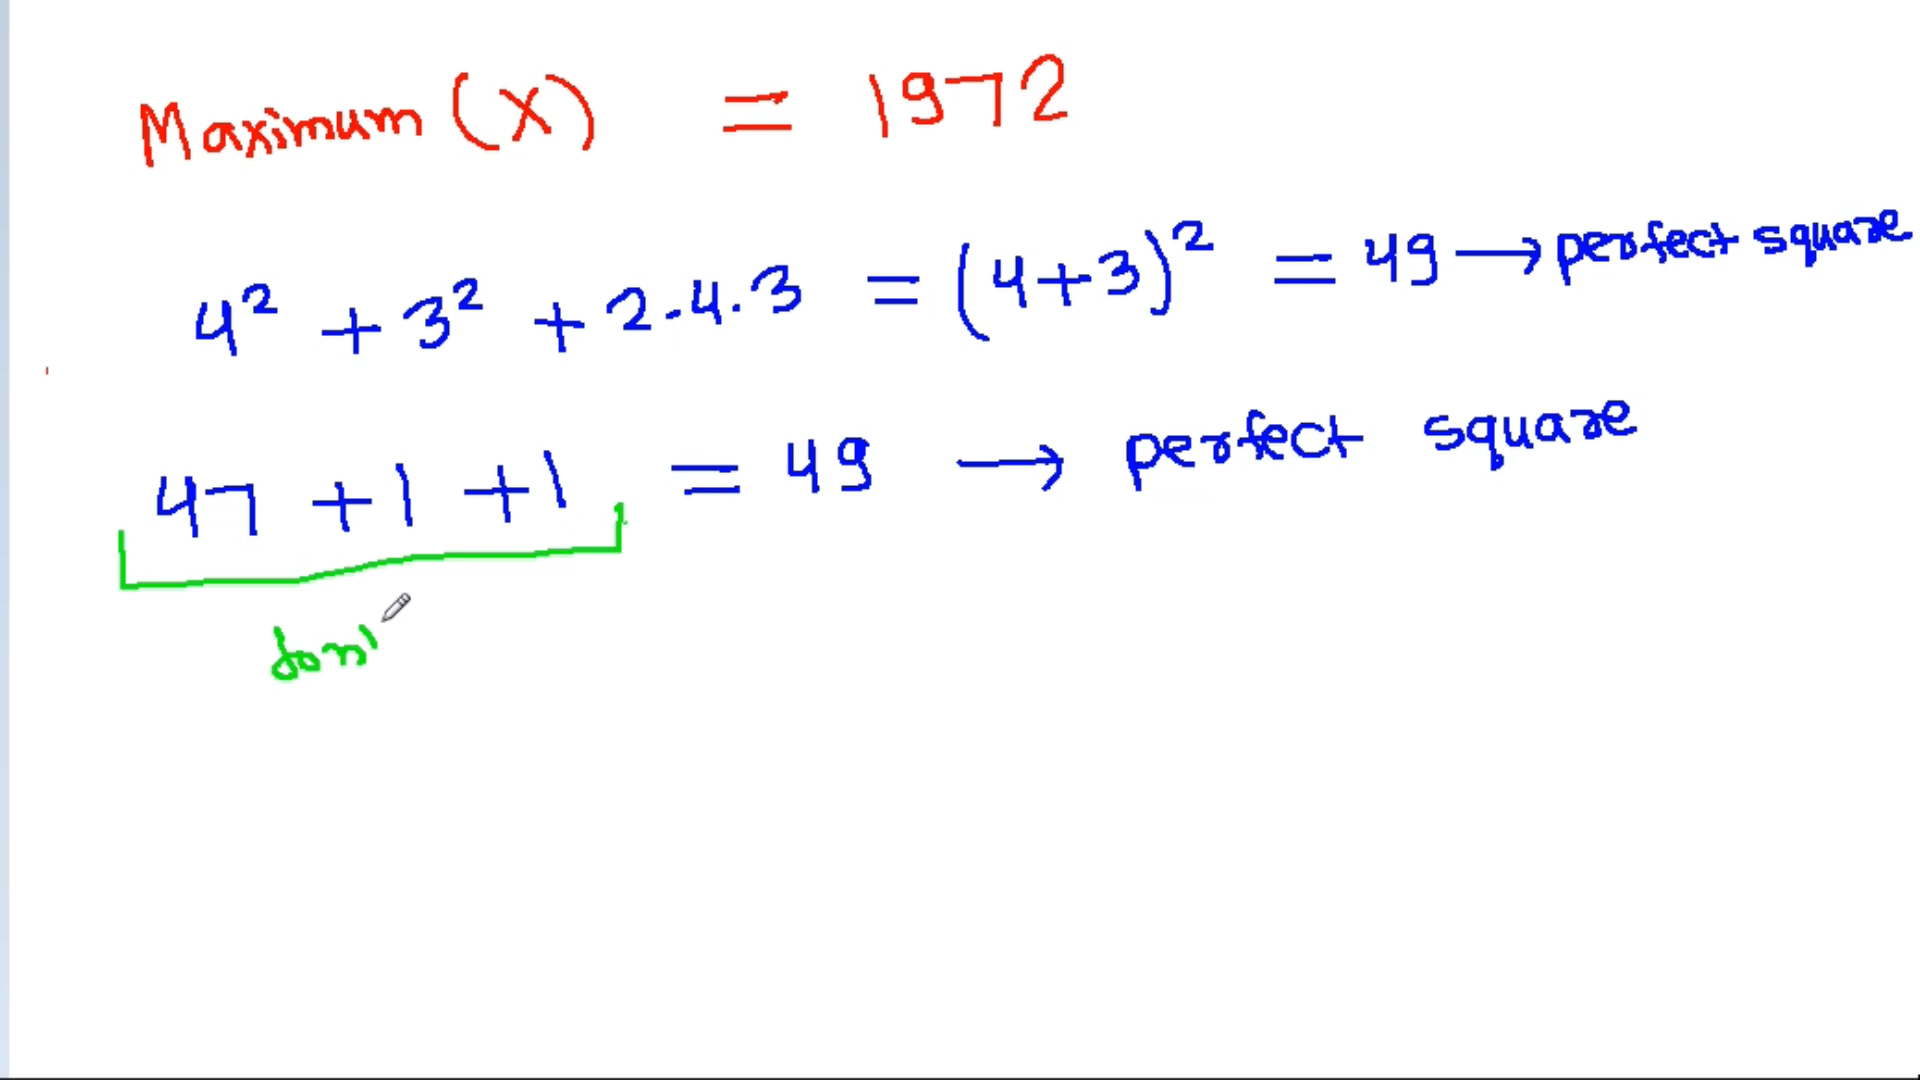 Maximum (X) = 1972
4² + 3² + 2·4·3 = (4+3)² = 49 → perfect square
47 + 1 + 1 = 49 → perfect square
don'